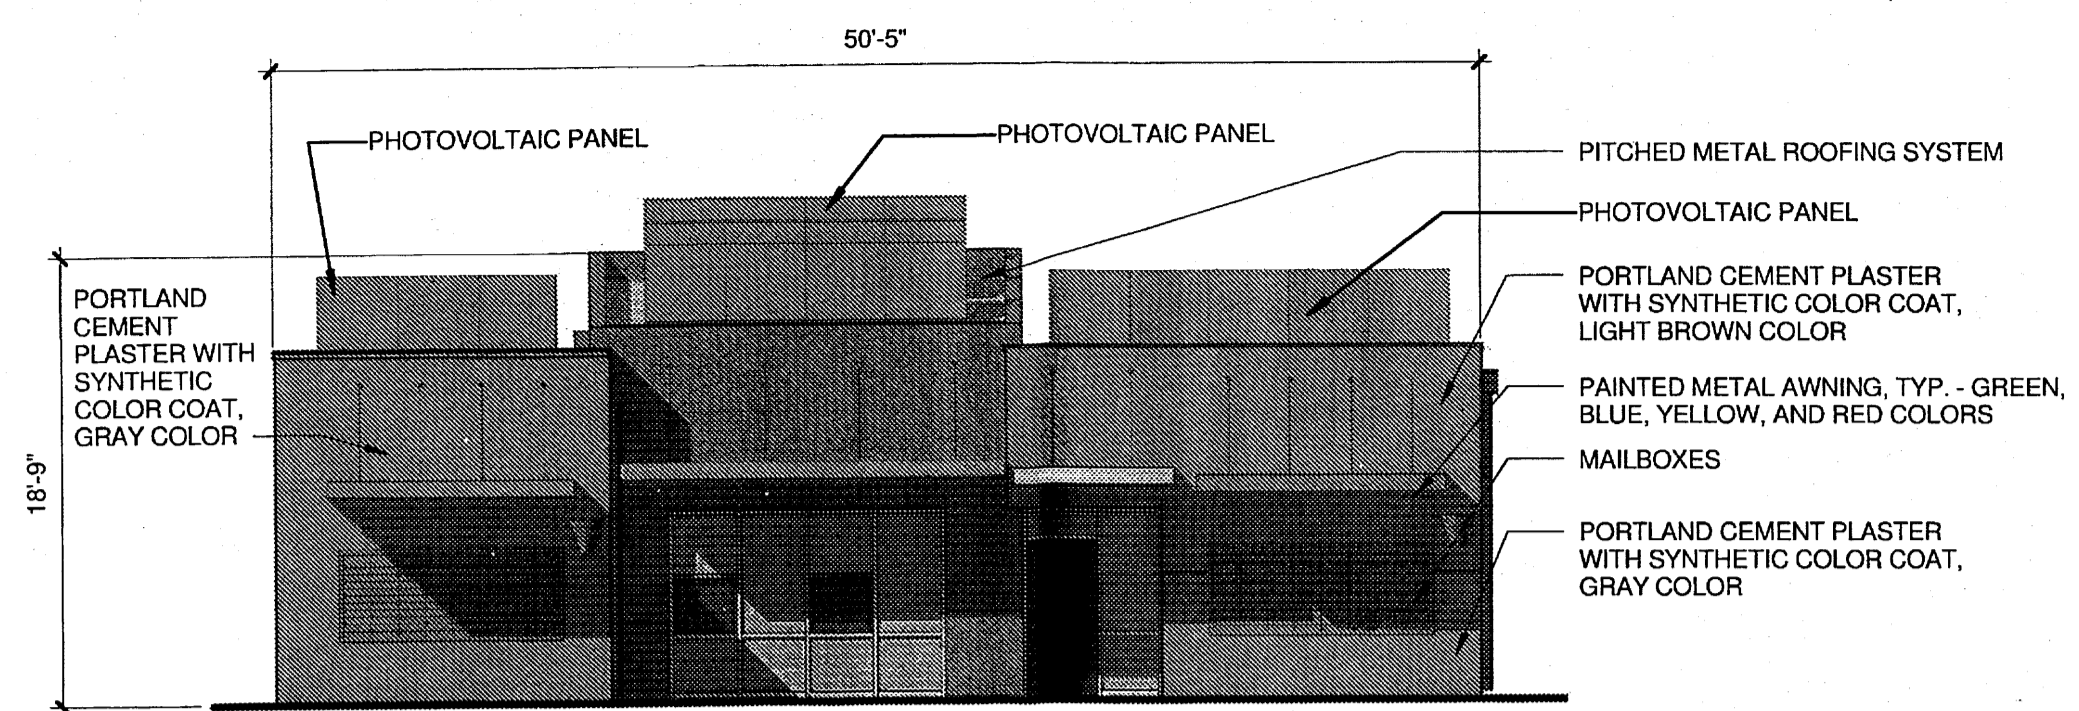 50'-5"
PHOTOVOLTAIC PANEL
PHOTOVOLTAIC PANEL
PITCHED METAL ROOFING SYSTEM
PHOTOVOLTAIC PANEL
PORTLAND CEMENT PLASTER
WITH SYNTHETIC COLOR COAT,
LIGHT BROWN COLOR
PAINTED METAL AWNING, TYP. - GREEN,
BLUE, YELLOW, AND RED COLORS
MAILBOXES
PORTLAND CEMENT PLASTER
WITH SYNTHETIC COLOR COAT,
GRAY COLOR
PORTLAND
CEMENT
PLASTER WITH
SYNTHETIC
COLOR COAT,
GRAY COLOR
18'-9"